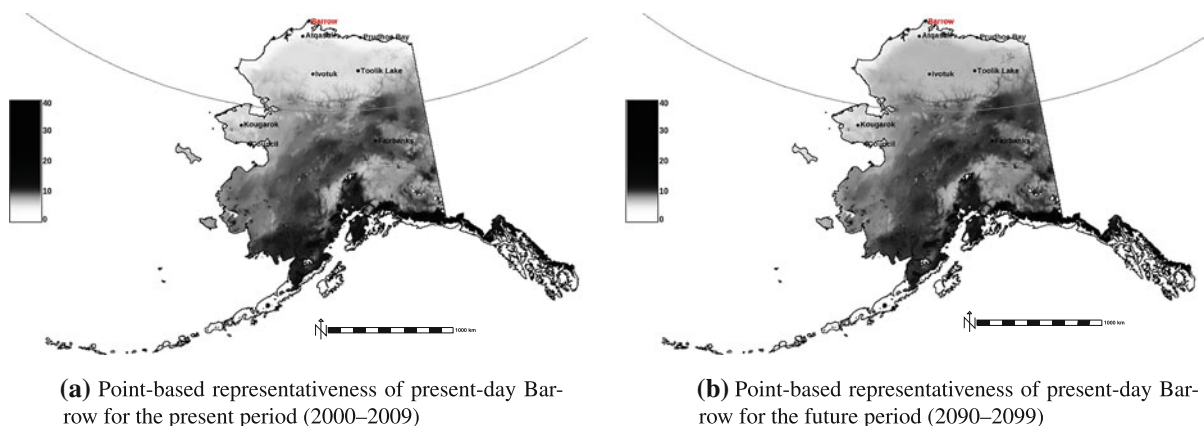 Barrow
Atqasuk
Prudhoe Bay
Ivotuk
Toolik Lake
Kougarok
Council
Fairbanks
40
30
20
10
0
N
1000 km
(a) Point-based representativeness of present-day Bar-
row for the present period (2000–2009)
Barrow
Atqasuk
Prudhoe Bay
Ivotuk
Toolik Lake
Kougarok
Council
Fairbanks
40
30
20
10
0
N
1000 km
(b) Point-based representativeness of present-day Bar-
row for the future period (2090–2099)